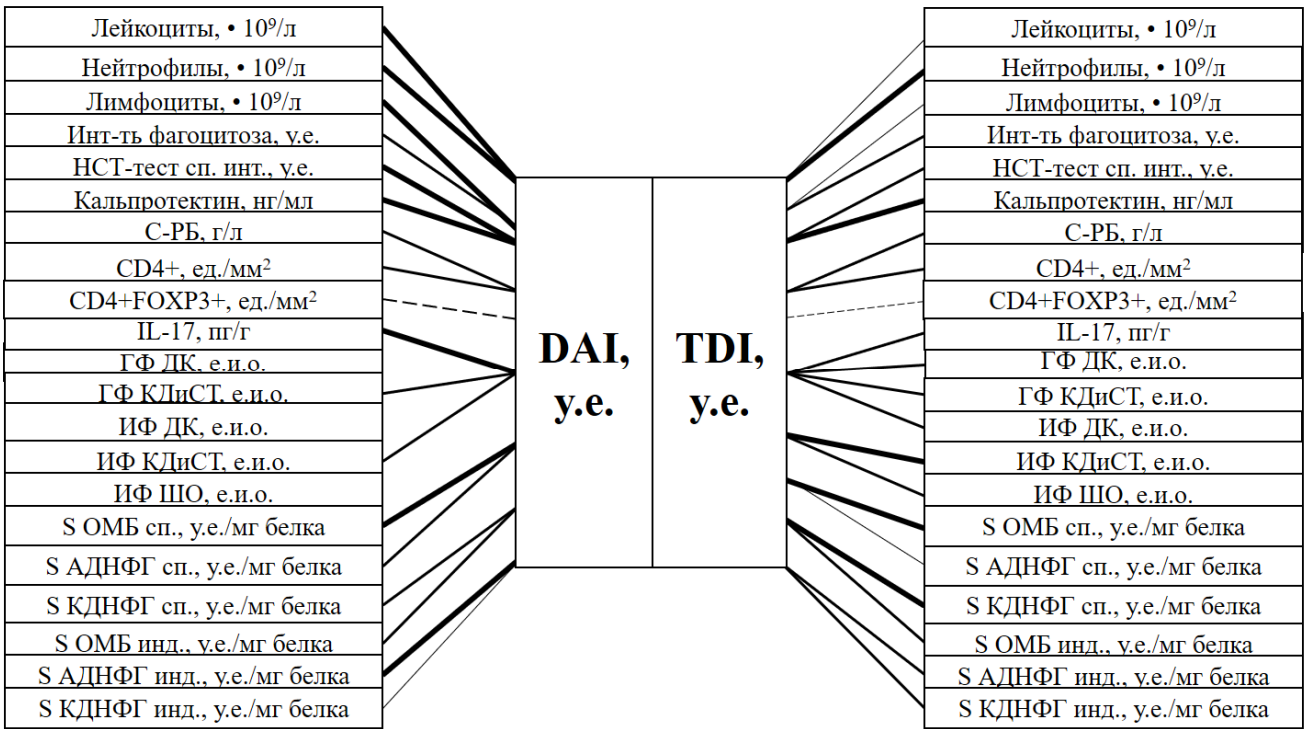 Лейкоциты, • 10⁹/л
Нейтрофилы, • 10⁹/л
Лимфоциты, • 10⁹/л
Инт-ть фагоцитоза, у.е.
НСТ-тест сп. инт., у.е.
Кальпротектин, нг/мл
С-РБ, г/л
CD4+, ед./мм²
CD4+FOXP3+, ед./мм²
IL-17, пг/г
ГФ ДК, е.и.о.
ГФ КДиСТ, е.и.о.
ИФ ДК, е.и.о.
ИФ КДиСТ, е.и.о.
ИФ ШО, е.и.о.
S ОМБ сп., у.е./мг белка
S АДНФГ сп., у.е./мг белка
S КДНФГ сп., у.е./мг белка
S ОМБ инд., у.е./мг белка
S АДНФГ инд., у.е./мг белка
S КДНФГ инд., у.е./мг белка
DAI,
у.е.
TDI,
у.е.
Лейкоциты, • 10⁹/л
Нейтрофилы, • 10⁹/л
Лимфоциты, • 10⁹/л
Инт-ть фагоцитоза, у.е.
НСТ-тест сп. инт., у.е.
Кальпротектин, нг/мл
С-РБ, г/л
CD4+, ед./мм²
CD4+FOXP3+, ед./мм²
IL-17, пг/г
ГФ ДК, е.и.о.
ГФ КДиСТ, е.и.о.
ИФ ДК, е.и.о.
ИФ КДиСТ, е.и.о.
ИФ ШО, е.и.о.
S ОМБ сп., у.е./мг белка
S АДНФГ сп., у.е./мг белка
S КДНФГ сп., у.е./мг белка
S ОМБ инд., у.е./мг белка
S АДНФГ инд., у.е./мг белка
S КДНФГ инд., у.е./мг белка